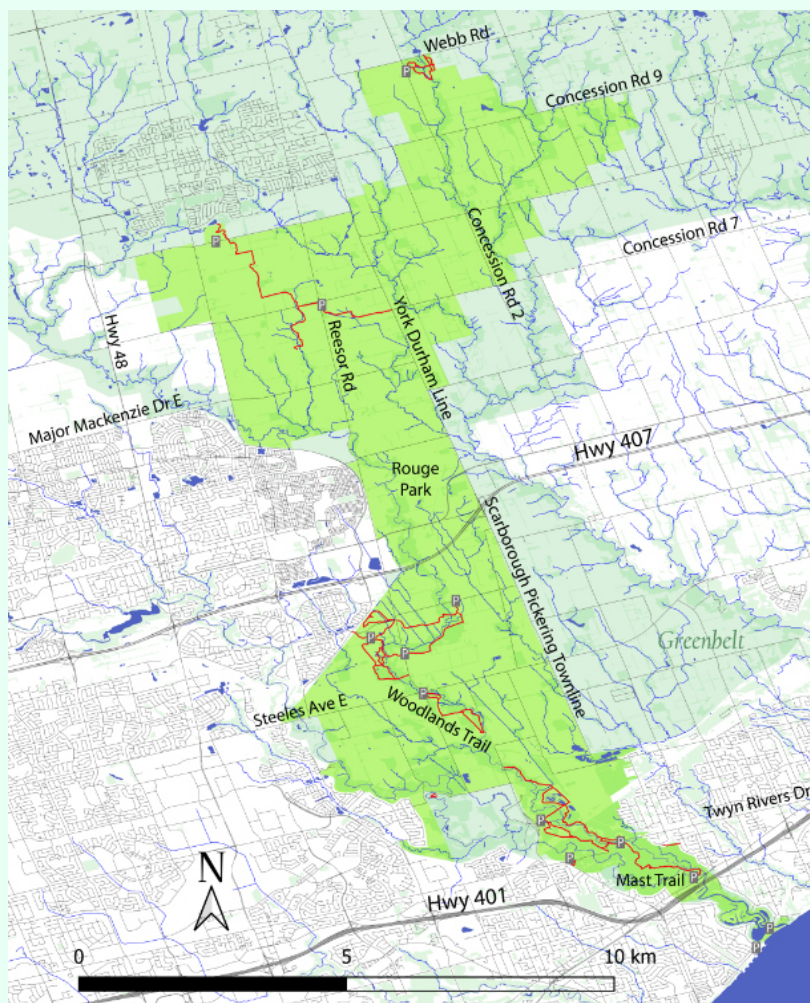 Webb Rd
P
Concession Rd 9
P
Concession Rd 2
Concession Rd 7
P
Hwy 48
Reesor Rd
York Durham Line
Major Mackenzie Dr E
Hwy 407
Rouge
Park
Scarborough Pickering Townline
P
P
P
Greenbelt
P
Woodlands Trail
Steeles Ave E
Twyn Rivers Dr
P
P
P
Mast Trail
P
N
Hwy 401
P
P
0
5
10 km